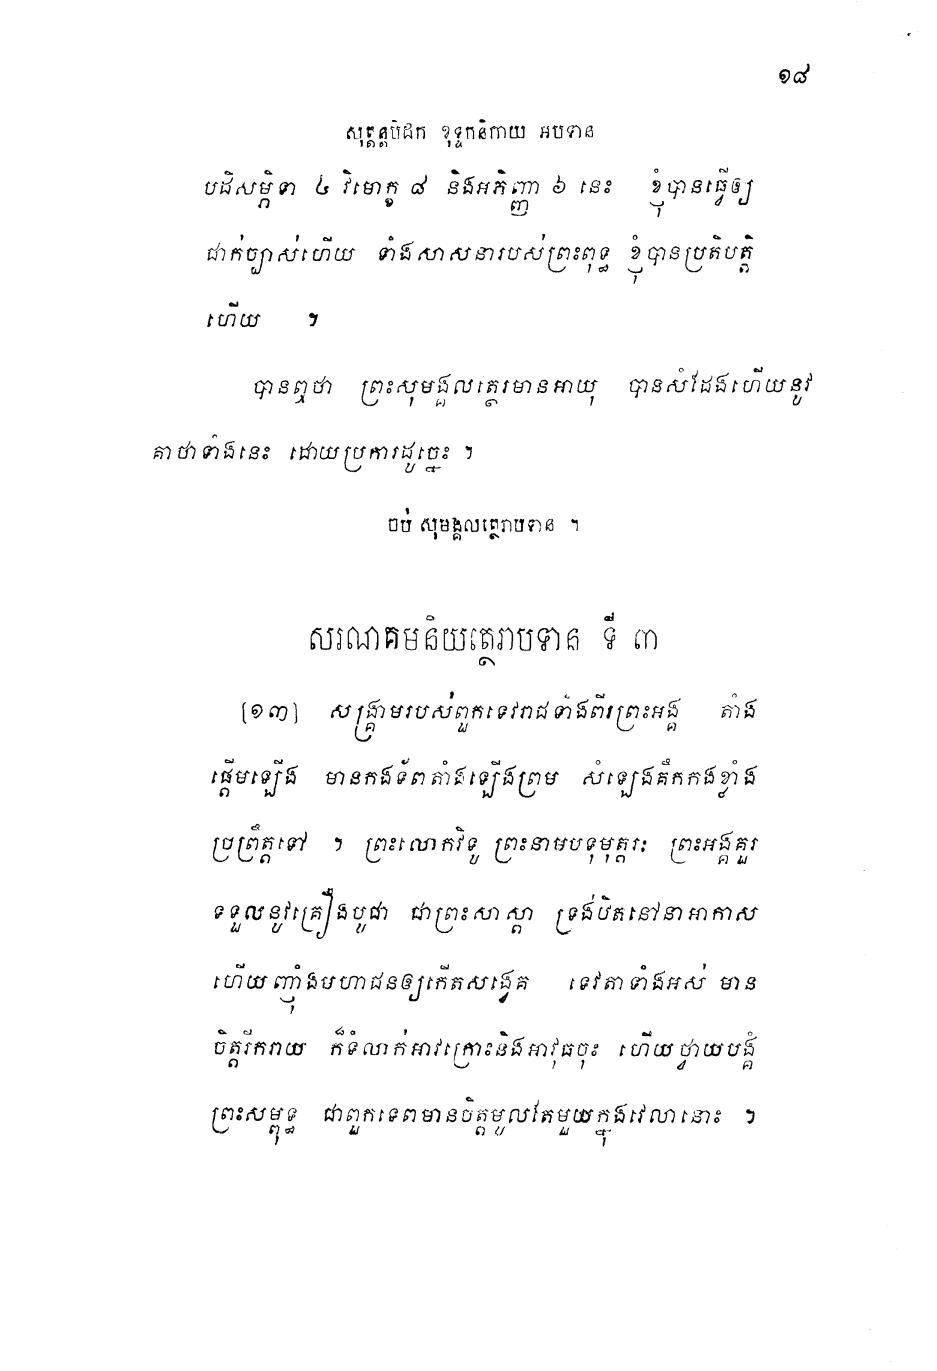 ១៨
សុត្តន្តបិដក ខុទ្ទកនិកាយ អបទាន
បដិសម្ភិទា ៤ វិមោក្ខ ៨ និងអភិញ្ញា ៦ នេះ ខ្ញុំបានធ្វើឲ្យ
ជាក់ច្បាស់ហើយ ទាំងសាសនារបស់ព្រះពុទ្ធ ខ្ញុំបានប្រតិបត្តិ
ហើយ ។
បានឮថា ព្រះសុមង្គលត្ថេរមានអាយុ បានសំដែងហើយនូវ
គាថាទាំងនេះ ដោយប្រការដូច្នេះ ។
ចប់ សុមង្គលត្ថេរាបទាន ។
សរណគមនិយត្ថេរាបទាន ទី ៣
[១៣] សង្គ្រាមរបស់ពួកទេវរាជទាំងពីរព្រះអង្គ តាំង
ផ្តើមឡើង មានកងទ័ពតាំងឡើងព្រម សំឡេងគឹកកងខ្លាំង
ប្រព្រឹត្តទៅ ។ ព្រះលោកវិទូ ព្រះនាមបទុមុត្តរៈ ព្រះអង្គគួរ
ទទួលនូវគ្រឿងបូជា ជាព្រះសាស្តា ទ្រង់ឋិតនៅនាអាកាស
ហើយញ៉ាំងមហាជនឲ្យកើតសង្វេគ ទេវតាទាំងអស់ មាន
ចិត្តរីករាយ ក៏ទំលាក់អាវក្រោះនិងអាវុធចុះ ហើយថ្វាយបង្គំ
ព្រះសម្ពុទ្ធ ជាពួកទេពមានចិត្តមូលតែមួយក្នុងវេលានោះ ។